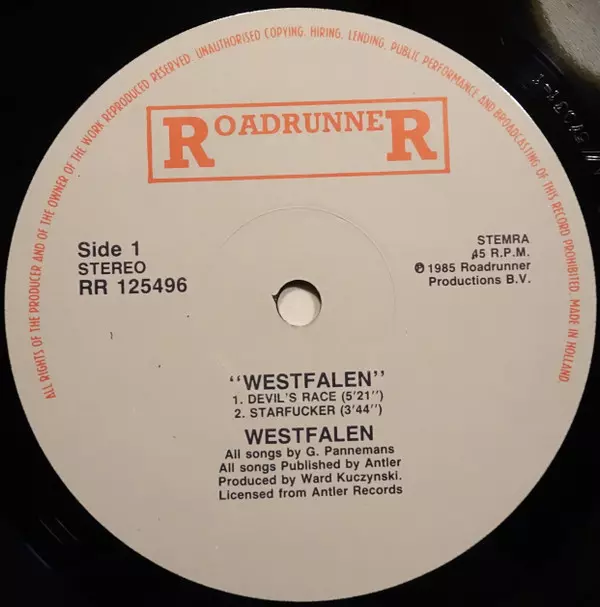 ALL RIGHTS OF THE PRODUCER AND OF THE OWNER OF THE WORK REPRODUCED RESERVED. UNAUTHORISED COPYING, HIRING, LENDING, PUBLIC PERFORMANCE AND BROADCASTING OF THIS RECORD PROHIBITED. MADE IN HOLLAND.
ROADRUNNER
Side 1
STEREO
RR 125496
STEMRA
45 R.P.M.
℗ 1985 Roadrunner
Productions B.V.
"WESTFALEN"
1. DEVIL'S RACE (5'21")
2. STARFUCKER (3'44")
WESTFALEN
All songs by G. Pannemans
All songs Published by Antler
Produced by Ward Kuczynski.
Licensed from Antler Records